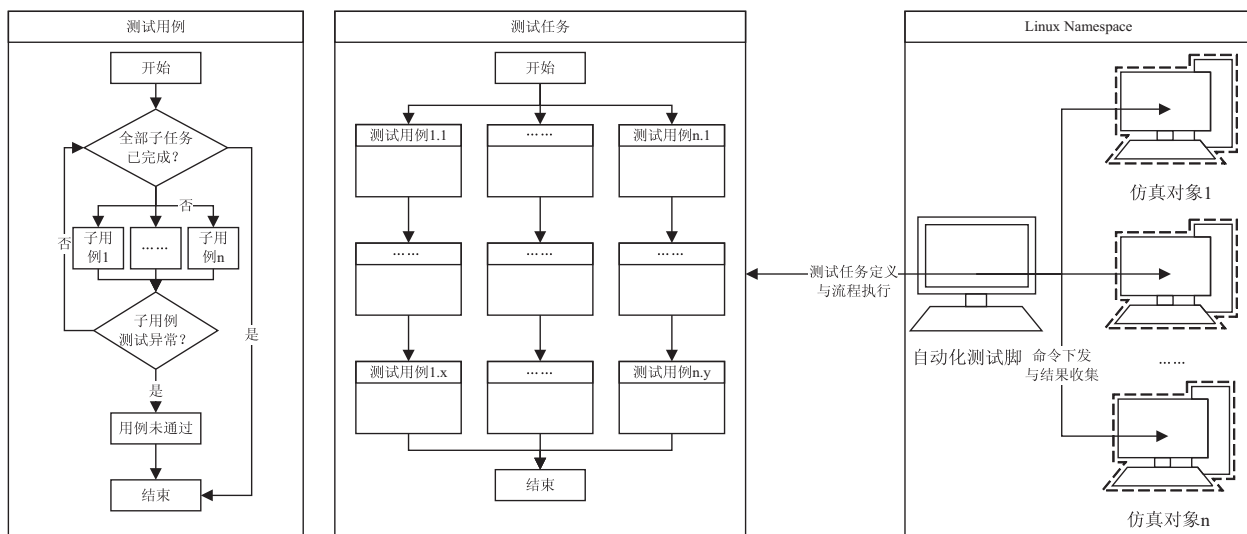 测试用例
开始
全部子任务
已完成?
否
否
子用
例1
……
子用
例n
子用例
测试异常?
是
是
用例未通过
结束
测试任务
开始
测试用例1.1
……
测试用例n.1
……
……
……
测试用例1.x
……
测试用例n.y
结束
测试任务定义
与流程执行
Linux Namespace
自动化测试脚
命令下发
与结果收集
仿真对象1
……
仿真对象n